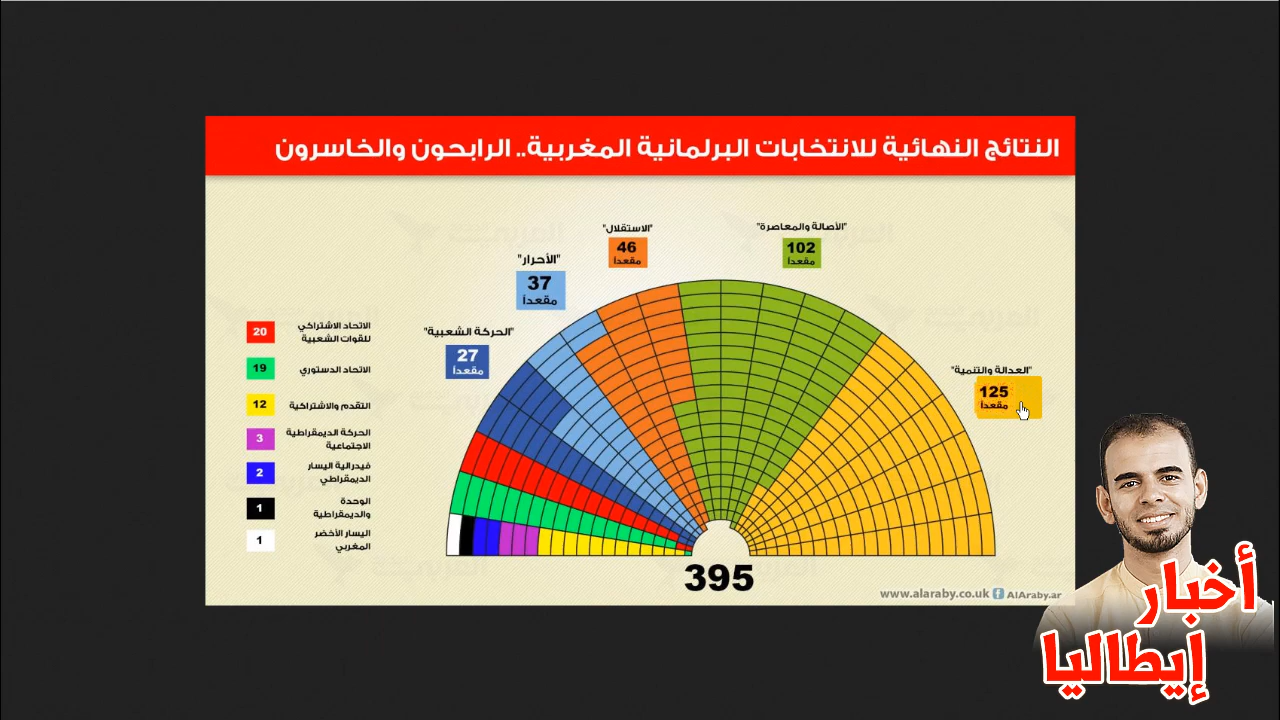 النتائج النهائية للانتخابات البرلمانية المغربية.. الرابحون والخاسرون
"العدالة والتنمية"
125
مقعداً
"الأصالة والمعاصرة"
102
مقعداً
"الاستقلال"
46
مقعداً
"الأحرار"
37
مقعداً
"الحركة الشعبية"
27
مقعداً
الاتحاد الاشتراكي
للقوات الشعبية
20
الاتحاد الدستوري
19
التقدم والاشتراكية
12
الحركة الديمقراطية
الاجتماعية
3
فيدرالية اليسار
الديمقراطي
2
الوحدة
والديمقراطية
1
اليسار الأخضر
المغربي
1
395
www.alaraby.co.uk f AlAraby.ar
أخبار
إيطاليا